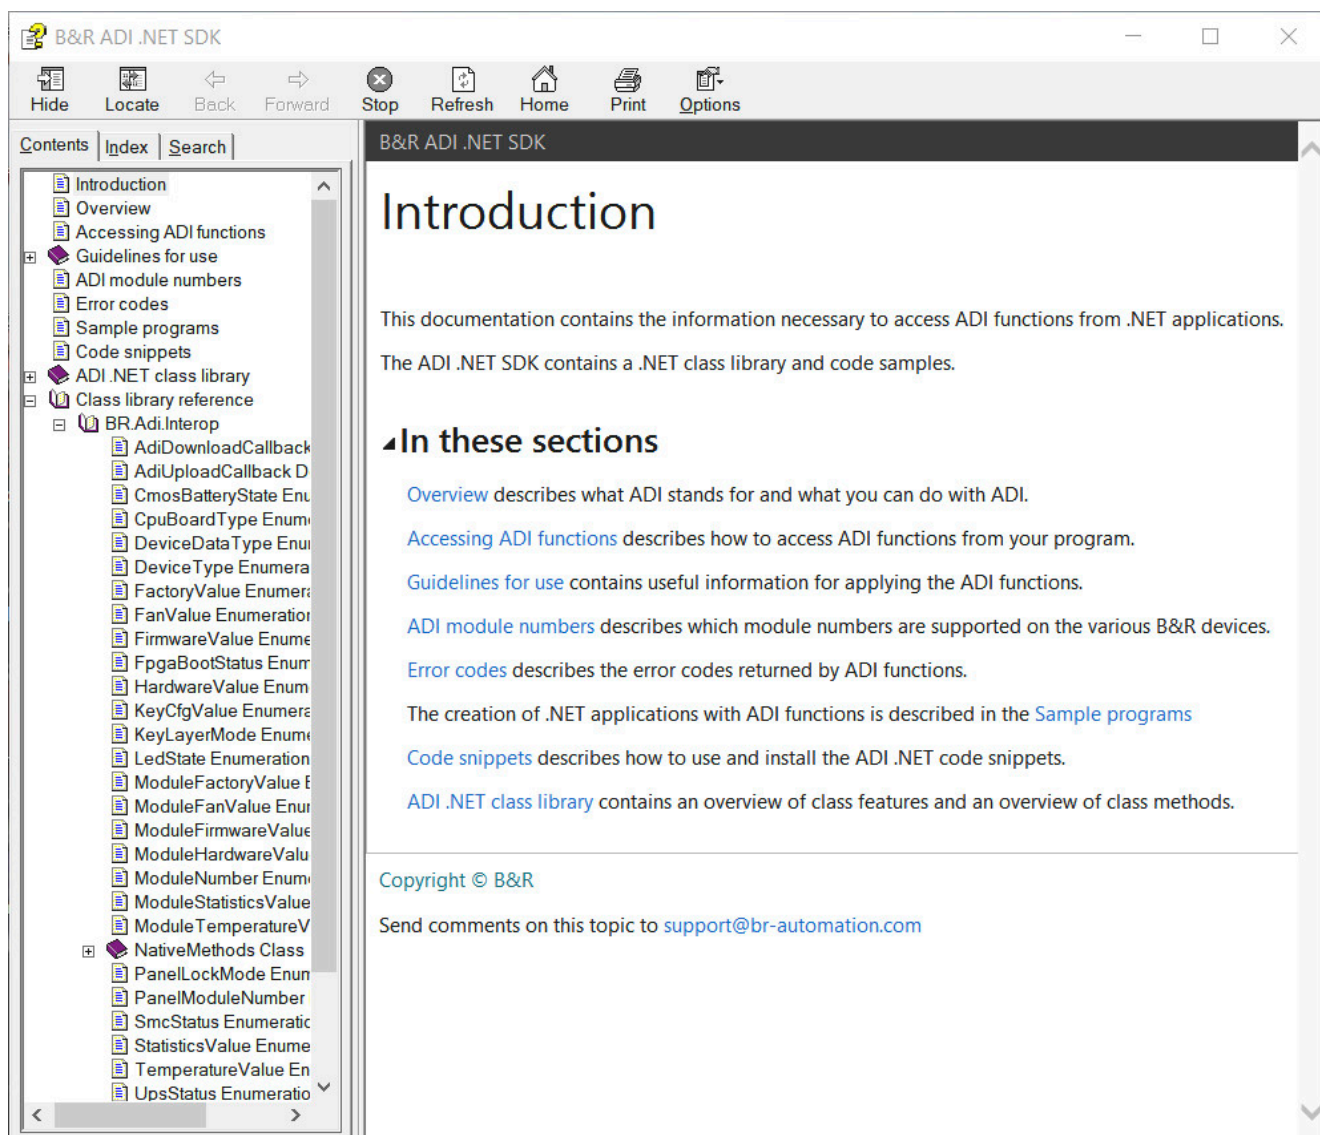 B&R ADI .NET SDK
Hide Locate Back Forward Stop Refresh Home Print Options
Contents Index Search
Introduction
Overview
Accessing ADI functions
Guidelines for use
ADI module numbers
Error codes
Sample programs
Code snippets
ADI .NET class library
Class library reference
BR.Adi.Interop
AdiDownloadCallback
AdiUploadCallback D
CmosBatteryState Enu
CpuBoardType Enum
DeviceDataType Enu
DeviceType Enumera
FactoryValue Enumer
FanValue Enumeration
FirmwareValue Enume
FpgaBootStatus Enum
HardwareValue Enum
KeyCfgValue Enumera
KeyLayerMode Enume
LedState Enumeration
ModuleFactoryValue E
ModuleFanValue Enu
ModuleFirmwareValue
ModuleHardwareValu
ModuleNumber Enum
ModuleStatisticsValue
ModuleTemperatureV
NativeMethods Class
PanelLockMode Enum
PanelModuleNumber
SmcStatus Enumeratic
StatisticsValue Enume
TemperatureValue En
UpsStatus Enumeratio
B&R ADI .NET SDK
Introduction
This documentation contains the information necessary to access ADI functions from .NET applications.
The ADI .NET SDK contains a .NET class library and code samples.
In these sections
Overview describes what ADI stands for and what you can do with ADI.
Accessing ADI functions describes how to access ADI functions from your program.
Guidelines for use contains useful information for applying the ADI functions.
ADI module numbers describes which module numbers are supported on the various B&R devices.
Error codes describes the error codes returned by ADI functions.
The creation of .NET applications with ADI functions is described in the Sample programs
Code snippets describes how to use and install the ADI .NET code snippets.
ADI .NET class library contains an overview of class features and an overview of class methods.
Copyright © B&R
Send comments on this topic to support@br-automation.com